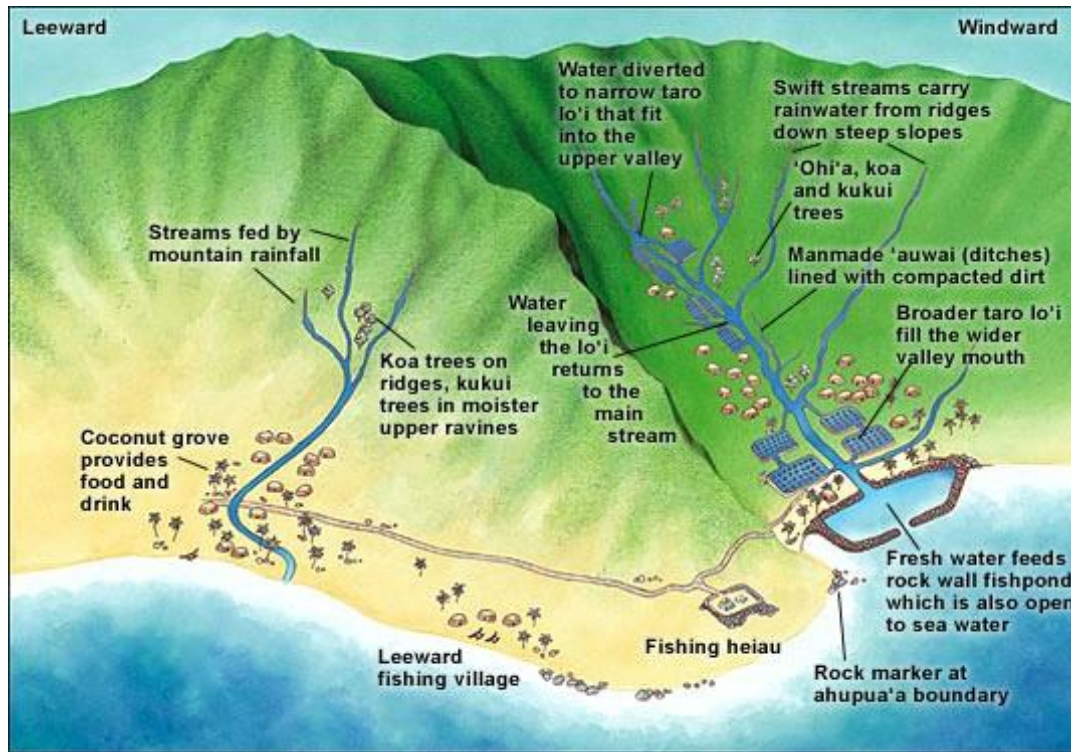 Leeward
Windward
Water diverted
to narrow taro
lo‘i that fit
into the
upper valley
Swift streams carry
rainwater from ridges
down steep slopes
‘Ohi‘a, koa
and kukui
trees
Streams fed by
mountain rainfall
Manmade ‘auwai (ditches)
lined with compacted dirt
Water
leaving
the lo‘i
returns
to the
main
stream
Broader taro lo‘i
fill the wider
valley mouth
Koa trees on
ridges, kukui
trees in moister
upper ravines
Coconut grove
provides
food and
drink
Fresh water feeds
rock wall fishpond
which is also open
to sea water
Leeward
fishing village
Fishing heiau
Rock marker at
ahupua‘a boundary